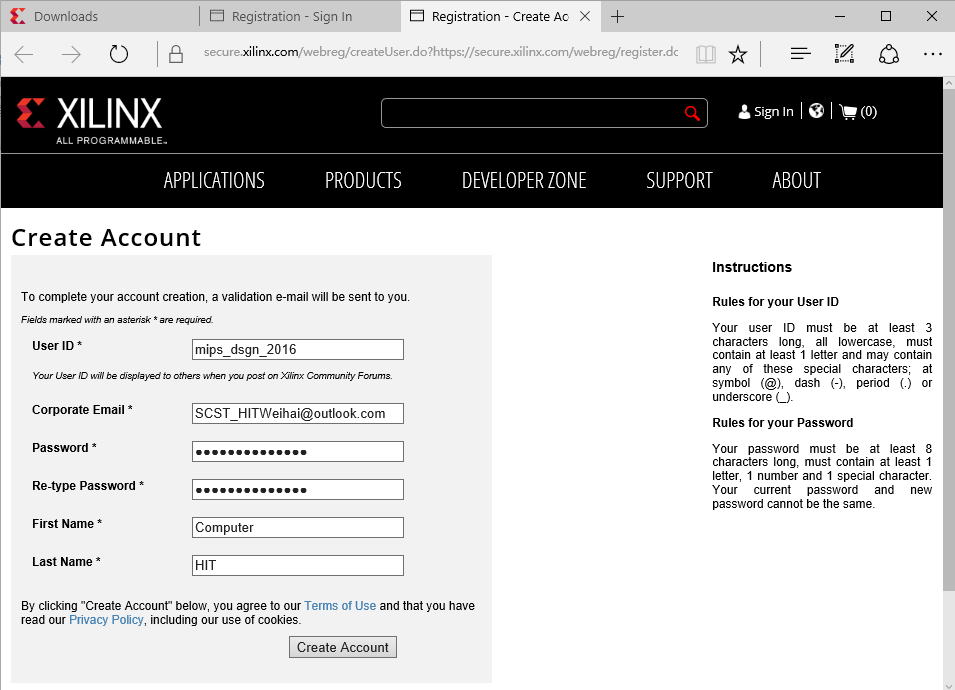 Downloads
Registration - Sign In
Registration - Create Ac
secure.xilinx.com/webreg/createUser.do?https://secure.xilinx.com/webreg/register.dc
XILINX
ALL PROGRAMMABLE™
Sign In
(0)
APPLICATIONS
PRODUCTS
DEVELOPER ZONE
SUPPORT
ABOUT
Create Account
To complete your account creation, a validation e-mail will be sent to you.
Fields marked with an asterisk * are required.
User ID *
mips_dsgn_2016
Your User ID will be displayed to others when you post on Xilinx Community Forums.
Corporate Email *
SCST_HITWeihai@outlook.com
Password *
●●●●●●●●●●●●●●
Re-type Password *
●●●●●●●●●●●●●●
First Name *
Computer
Last Name *
HIT
By clicking "Create Account" below, you agree to our Terms of Use and that you have
read our Privacy Policy, including our use of cookies.
Create Account
Instructions
Rules for your User ID
Your user ID must be at least 3
characters long, all lowercase, must
contain at least 1 letter and may contain
any of these special characters; at
symbol (@), dash (-), period (.) or
underscore (_).
Rules for your Password
Your password must be at least 8
characters long, must contain at least 1
letter, 1 number and 1 special character.
Your current password and new
password cannot be the same.